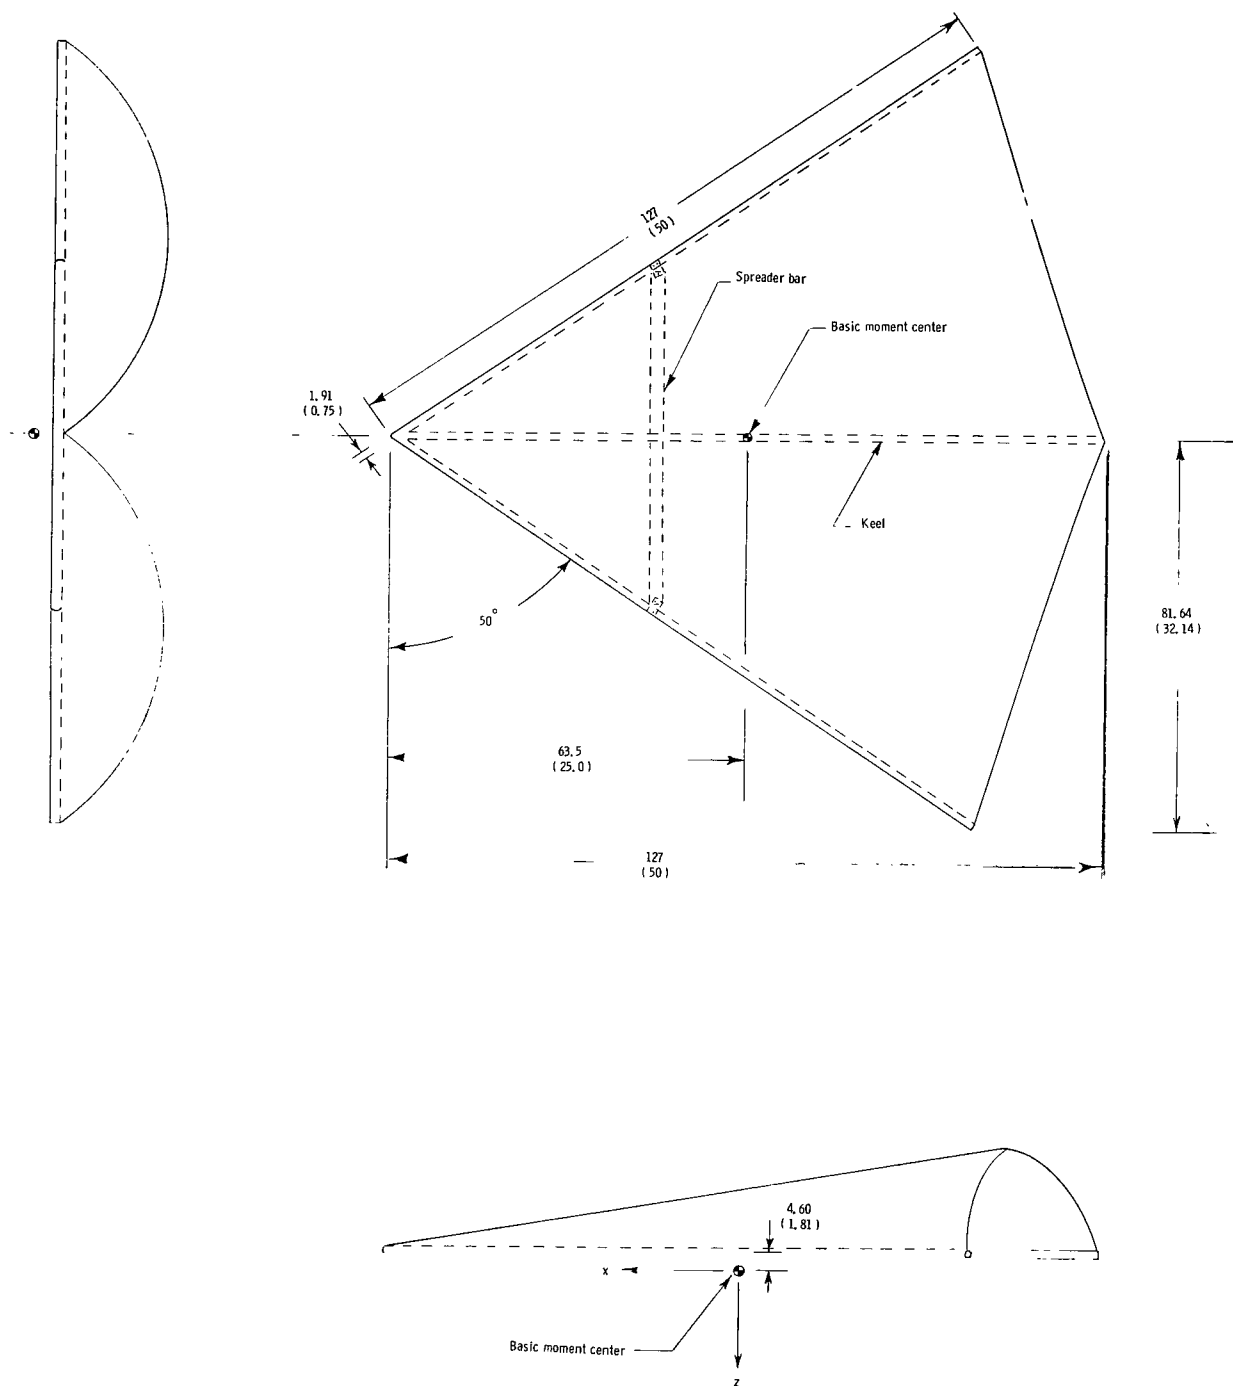 127
(50)
Spreader bar
Basic moment center
1.91
(0.75)
Keel
50°
81.64
(32.14)
63.5
(25.0)
127
(50)
4.60
(1.81)
x
Basic moment center
z